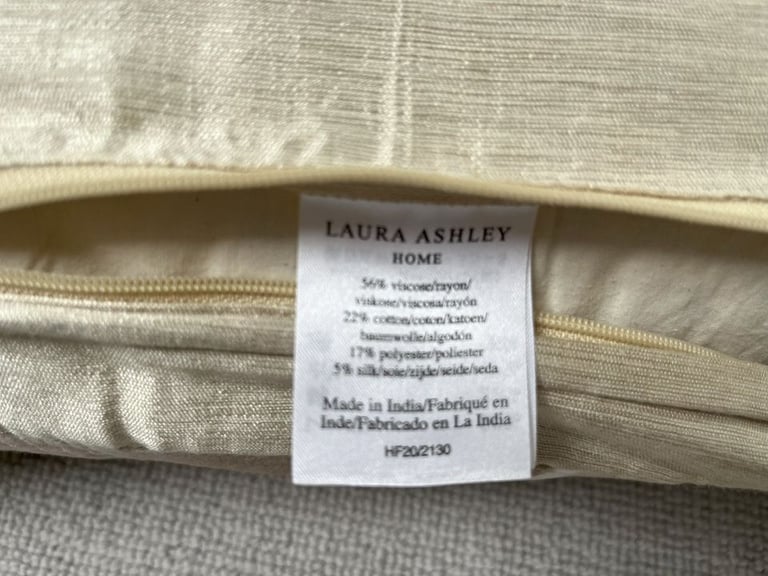 LAURA ASHLEY
HOME
56% viscose/rayon/
viskose/viscosa/rayón
22% cotton/coton/katoen/
baumwolle/algodón
17% polyester/poliester
5% silk/soie/zijde/seide/seda
Made in India/Fabriqué en
Inde/Fabricado en La India
HF20/2130